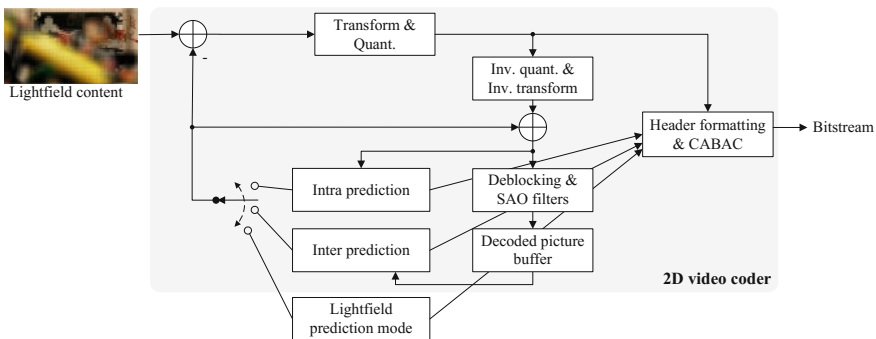 Transform &
Quant.
Inv. quant. &
Inv. transform
Lightfield content
-
Header formatting
& CABAC
Bitstream
Intra prediction
Deblocking &
SAO filters
Inter prediction
Decoded picture
buffer
2D video coder
Lightfield
prediction mode